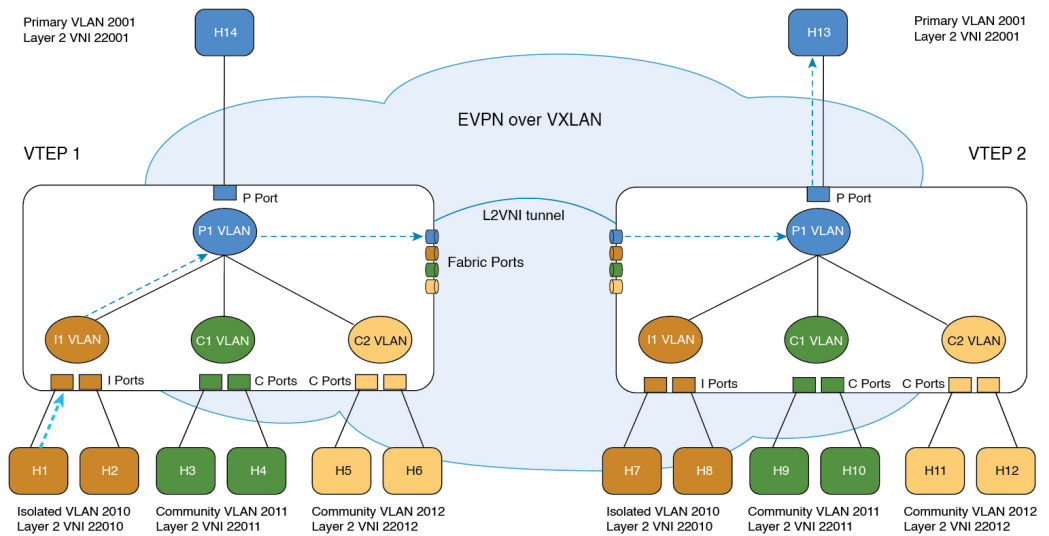 Primary VLAN 2001
Layer 2 VNI 22001
H14
H13
Primary VLAN 2001
Layer 2 VNI 22001
EVPN over VXLAN
VTEP 1
VTEP 2
P Port
P Port
P1 VLAN
L2VNI tunnel
P1 VLAN
Fabric Ports
I1 VLAN
C1 VLAN
C2 VLAN
I1 VLAN
C1 VLAN
C2 VLAN
I Ports
C Ports
C Ports
I Ports
C Ports
C Ports
H1
H2
H3
H4
H5
H6
H7
H8
H9
H10
H11
H12
Isolated VLAN 2010
Layer 2 VNI 22010
Community VLAN 2011
Layer 2 VNI 22011
Community VLAN 2012
Layer 2 VNI 22012
Isolated VLAN 2010
Layer 2 VNI 22010
Community VLAN 2011
Layer 2 VNI 22011
Community VLAN 2012
Layer 2 VNI 22012